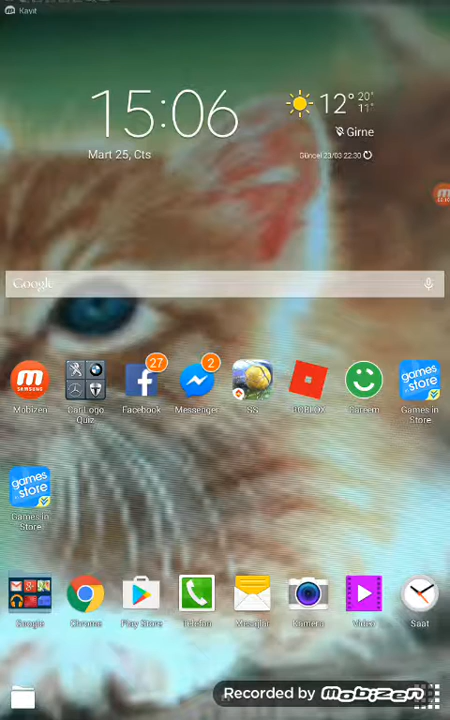 Kayıt
15:06
12° 20°
11°
Girne
Mart 25, Cts
Güncel 23/03 22:30
Google
27
2
Mobizen
Car Logo Quiz
Facebook
Messenger
SS
ROBLOX
careem
Games in Store
games store
Games in Store
Google
Chrome
Play Store
Telefon
Mesajlar
Kamera
Video
Saat
Recorded by Mobizen